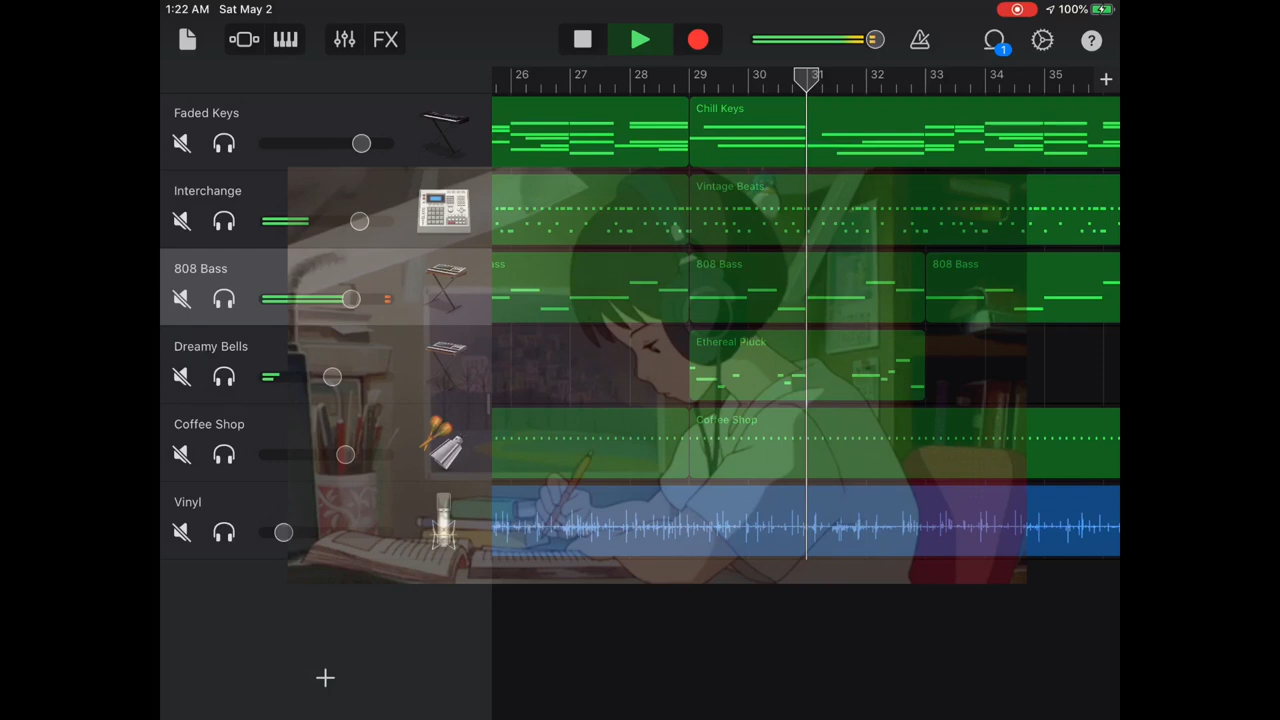 1:22 AM Sat May 2
100%
FX
1
?
26 27 28 29 30 31 32 33 34 35
Faded Keys
Chill Keys
Interchange
Vintage Beats
808 Bass
ss 808 Bass 808 Bass
Dreamy Bells
Ethereal Pluck
Coffee Shop
Coffee Shop
Vinyl